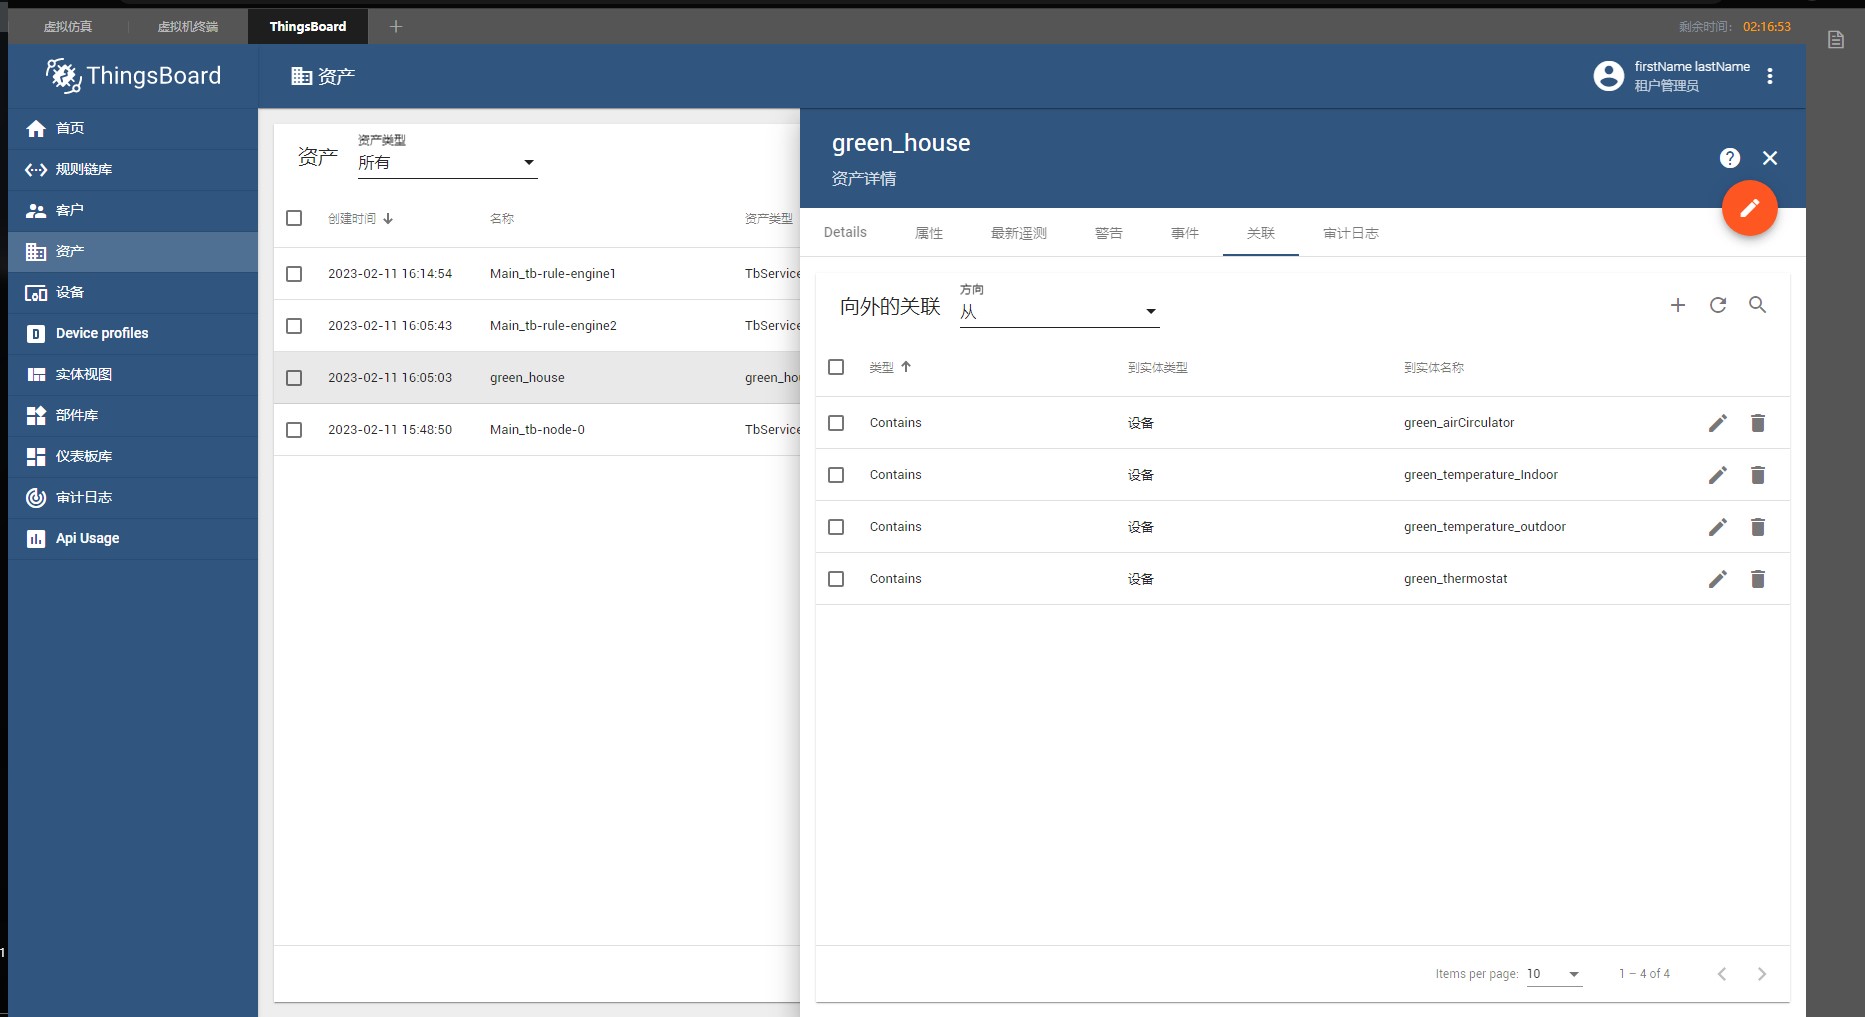 虚拟仿真
虚拟机终端
ThingsBoard
剩余时间: 02:16:53
ThingsBoard
资产
firstName lastName
租户管理员
首页
规则链库
客户
资产
设备
Device profiles
实体视图
部件库
仪表板库
审计日志
Api Usage
资产
资产类型
所有
创建时间 名称 资产类型
2023-02-11 16:14:54 Main_tb-rule-engine1 TbService
2023-02-11 16:05:43 Main_tb-rule-engine2 TbService
2023-02-11 16:05:03 green_house green_hou
2023-02-11 15:48:50 Main_tb-node-0 TbService
green_house
资产详情
Details 属性 最新遥测 警告 事件 关联 审计日志
向外的关联
方向
从
类型 到实体类型 到实体名称
Contains 设备 green_airCirculator
Contains 设备 green_temperature_Indoor
Contains 设备 green_temperature_outdoor
Contains 设备 green_thermostat
Items per page: 10 1 – 4 of 4
1